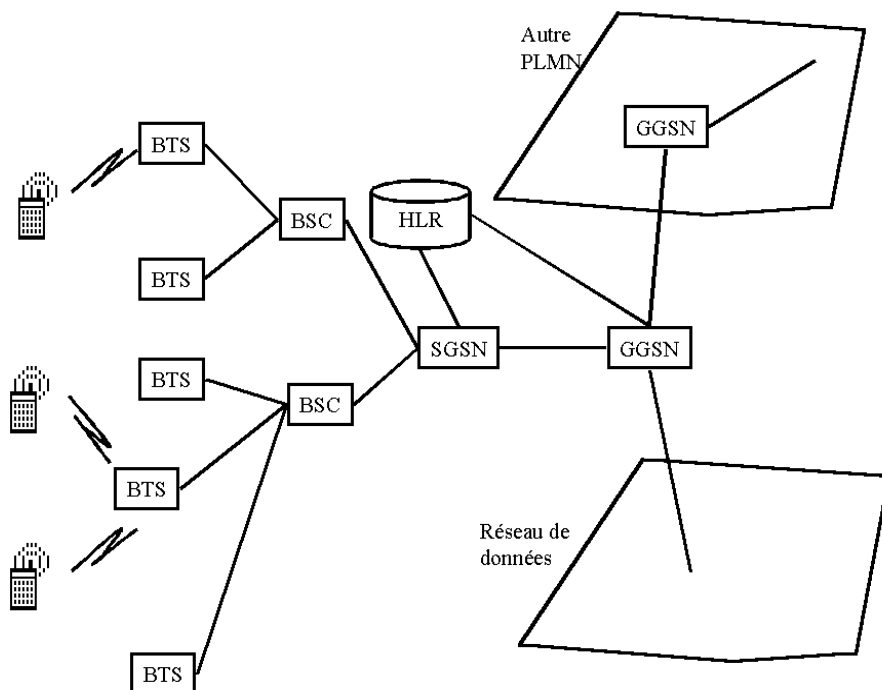 Autre
PLMN
GGSN
BTS
BSC
HLR
BTS
SGSN
GGSN
BTS
BSC
BTS
Réseau de
données
BTS